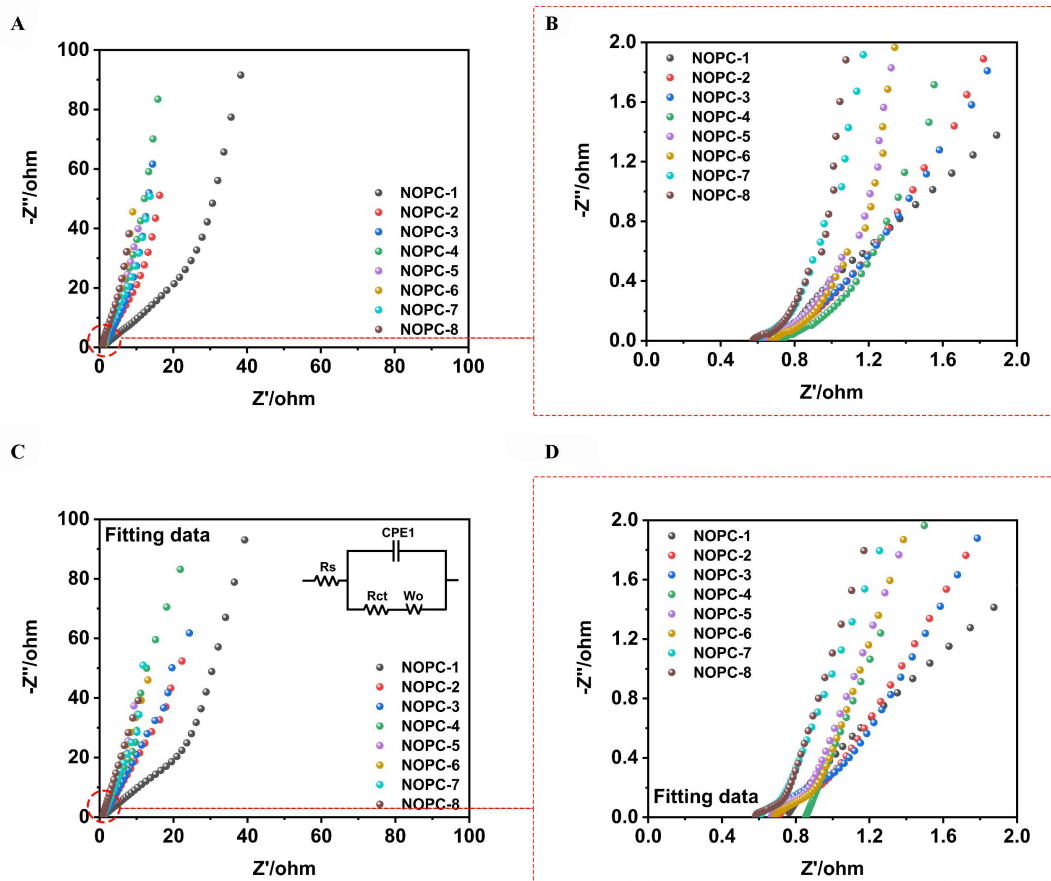 A
100
80
60
40
20
0
-Z''/ohm
0 20 40 60 80 100
Z'/ohm
NOPC-1
NOPC-2
NOPC-3
NOPC-4
NOPC-5
NOPC-6
NOPC-7
NOPC-8
B
2.0
1.6
1.2
0.8
0.4
0.0
-Z''/ohm
0.0 0.4 0.8 1.2 1.6 2.0
Z'/ohm
NOPC-1
NOPC-2
NOPC-3
NOPC-4
NOPC-5
NOPC-6
NOPC-7
NOPC-8
C
100
80
60
40
20
0
-Z''/ohm
0 20 40 60 80 100
Z'/ohm
Fitting data
CPE1
Rs
Rct Wo
NOPC-1
NOPC-2
NOPC-3
NOPC-4
NOPC-5
NOPC-6
NOPC-7
NOPC-8
D
2.0
1.6
1.2
0.8
0.4
0.0
-Z''/ohm
0.0 0.4 0.8 1.2 1.6 2.0
Z'/ohm
NOPC-1
NOPC-2
NOPC-3
NOPC-4
NOPC-5
NOPC-6
NOPC-7
NOPC-8
Fitting data